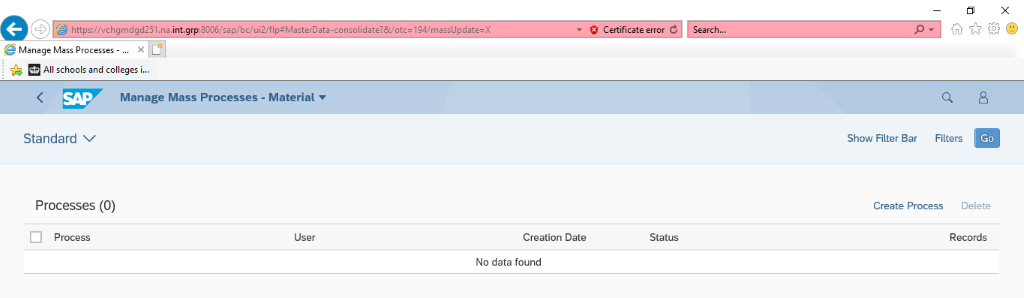 https://vchgmdgd251.na.int.grp:8006/sap/bc/ui2/flp#MasterData-consolidate?&/otc=194/massUpdate=X Certificate error Search...
Manage Mass Processes - ...
All schools and colleges i...
SAP Manage Mass Processes - Material
Standard Show Filter Bar Filters Go
Processes (0) Create Process Delete
Process User Creation Date Status Records
No data found